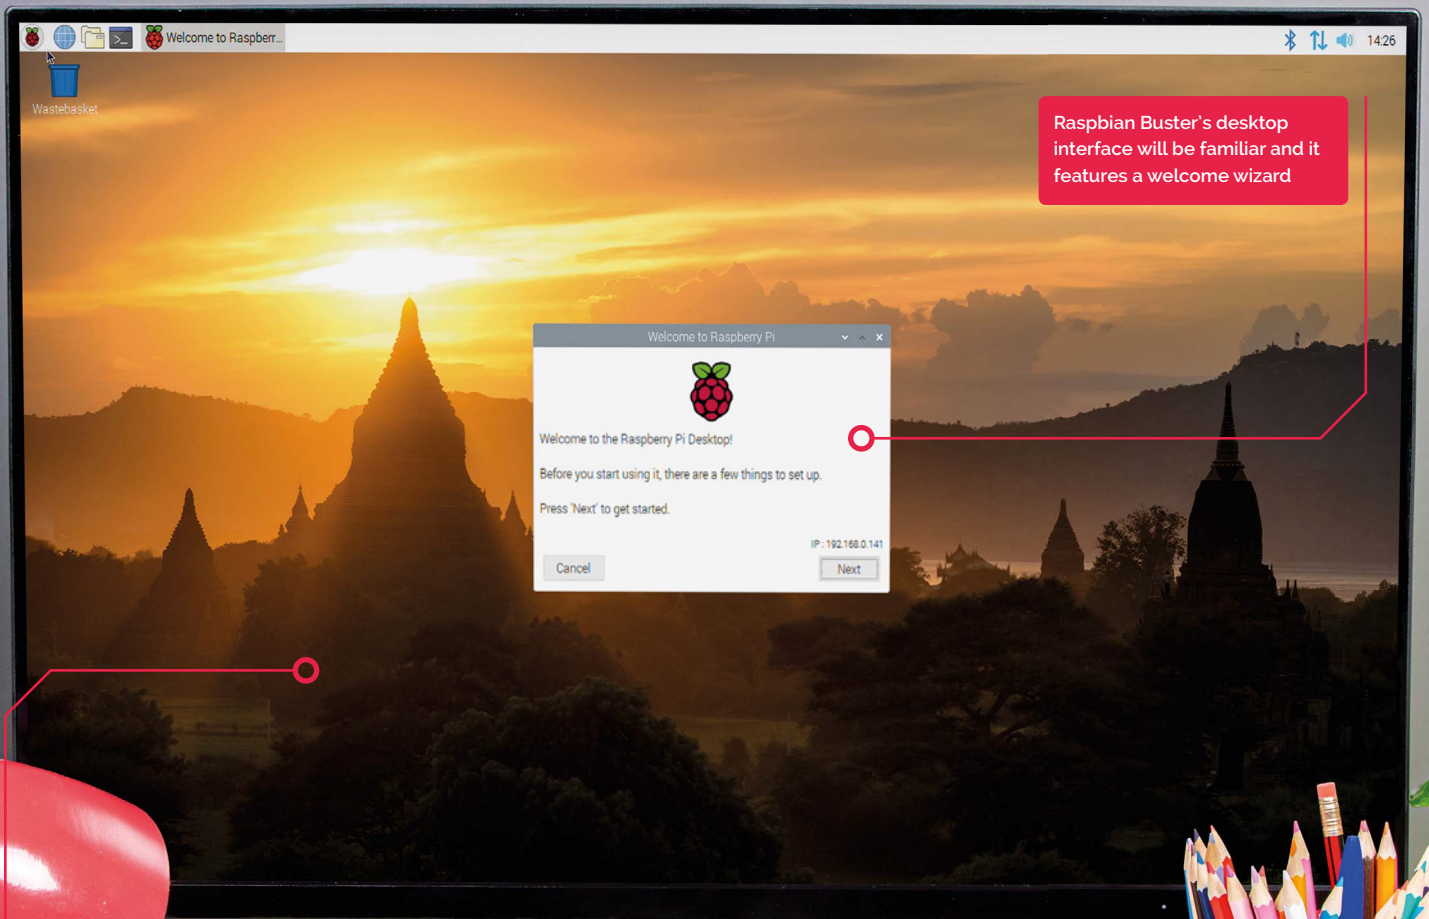 Welcome to Raspberr...
14:26
Wastebasket
Raspbian Buster's desktop
interface will be familiar and it
features a welcome wizard
Welcome to Raspberry Pi
Welcome to the Raspberry Pi Desktop!
Before you start using it, there are a few things to set up.
Press 'Next' to get started.
IP : 192.168.0.141
Cancel
Next